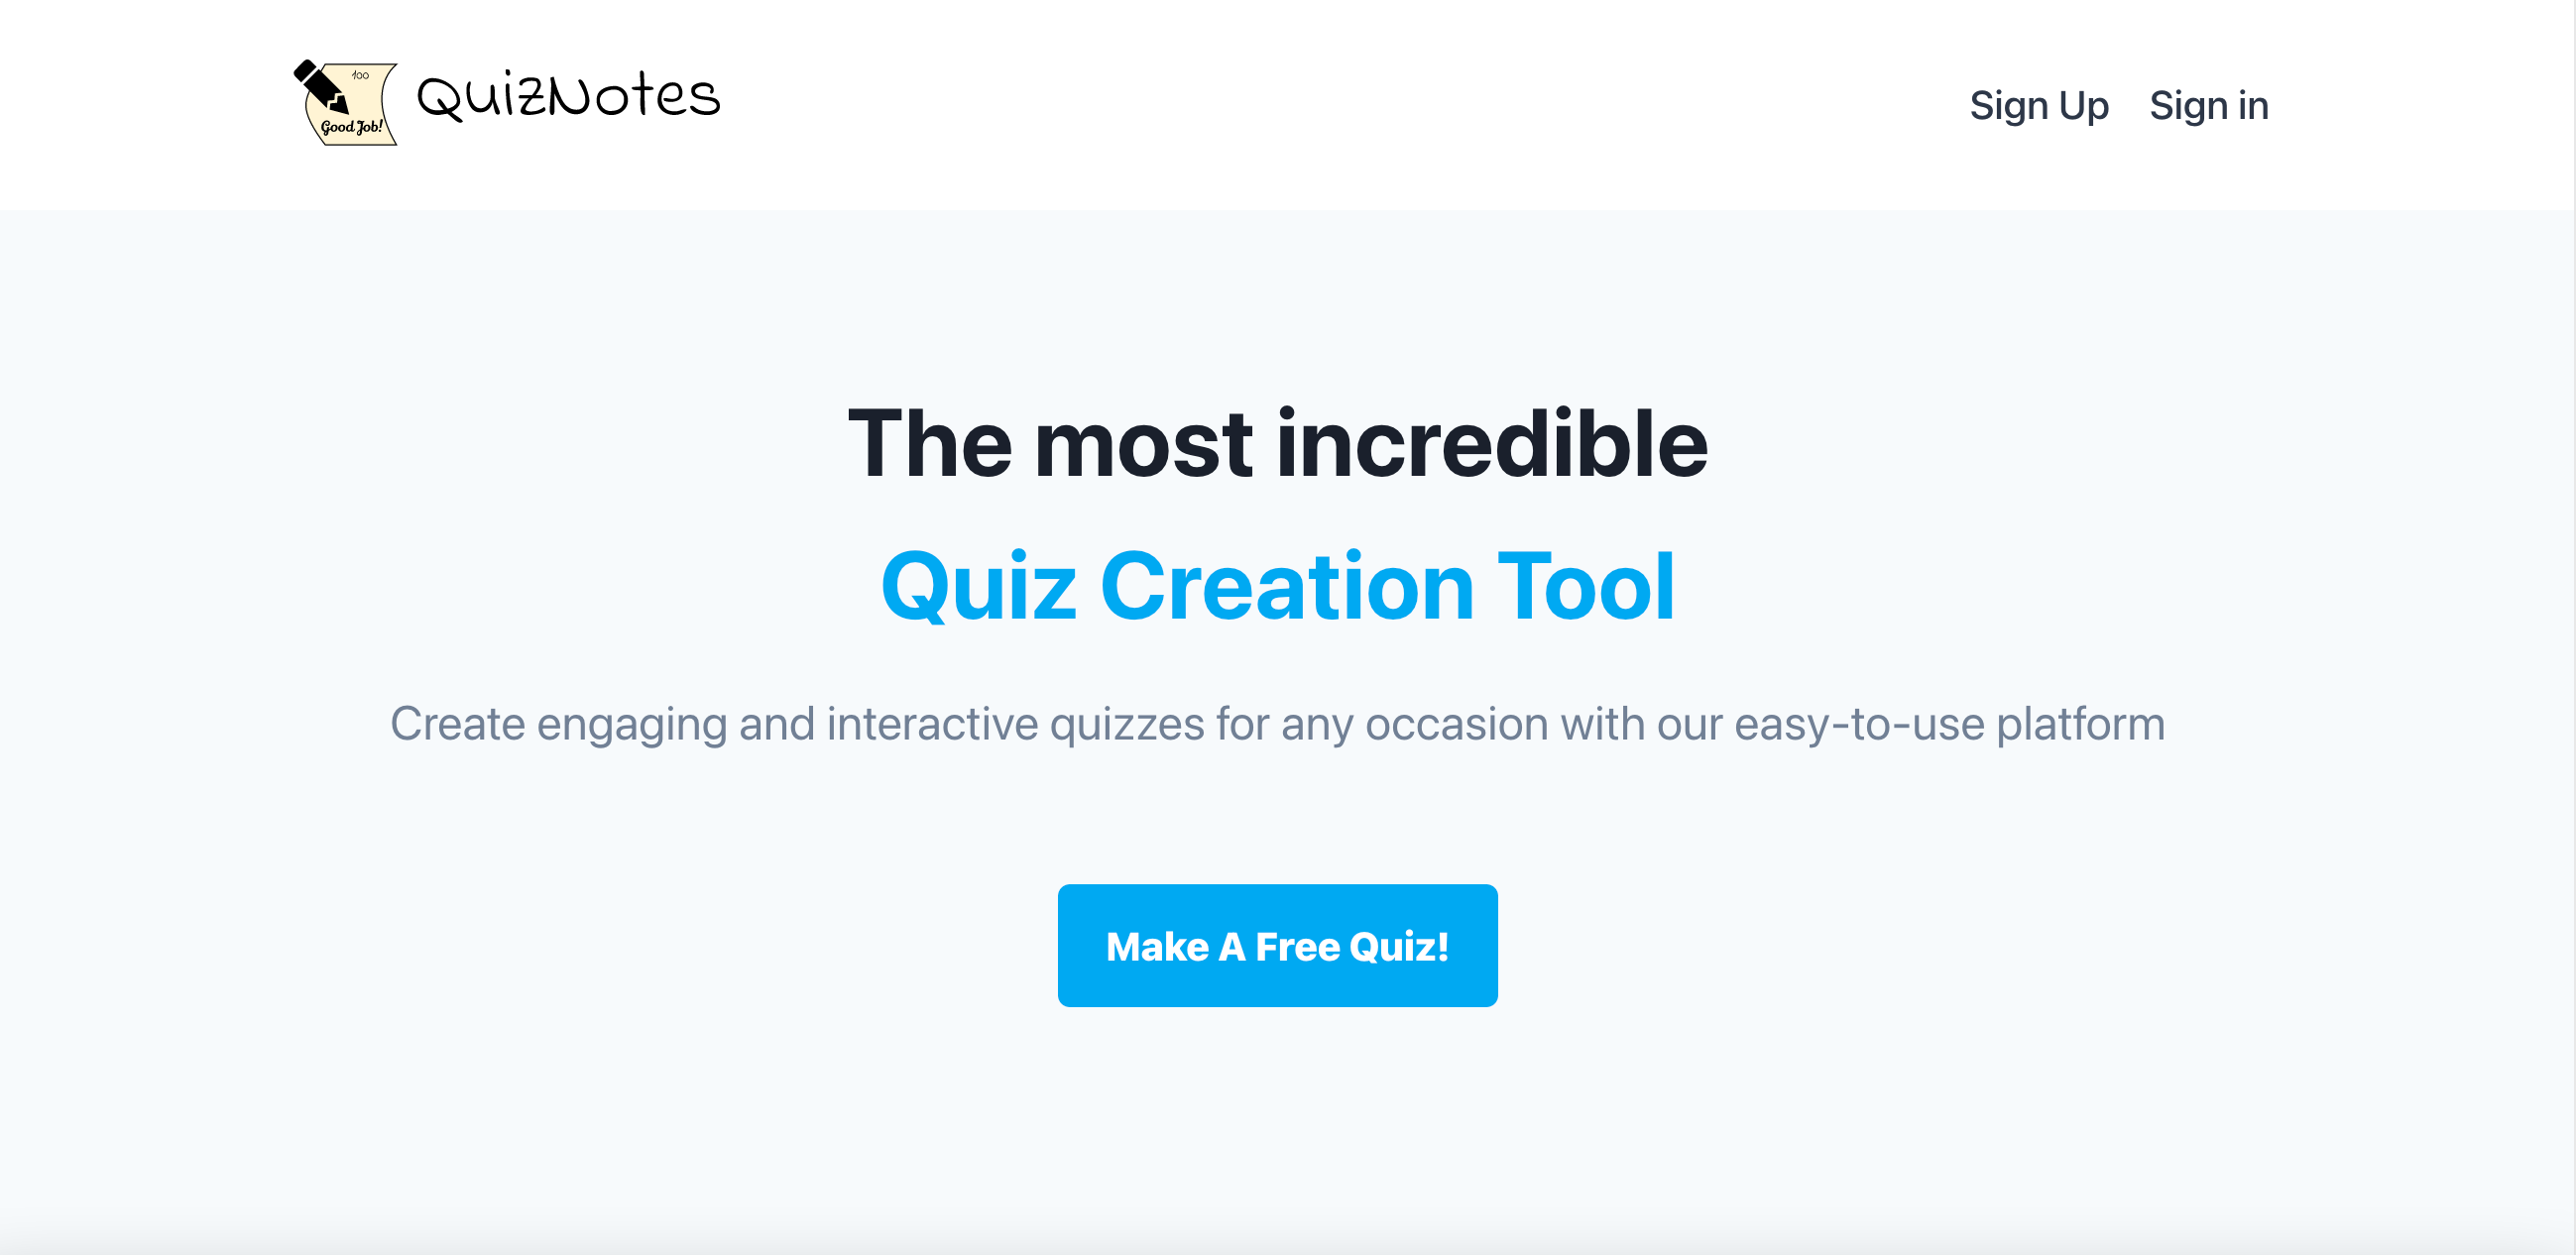 100
Good Job!
QuizNotes
Sign Up Sign in
The most incredible
Quiz Creation Tool
Create engaging and interactive quizzes for any occasion with our easy-to-use platform
Make A Free Quiz!